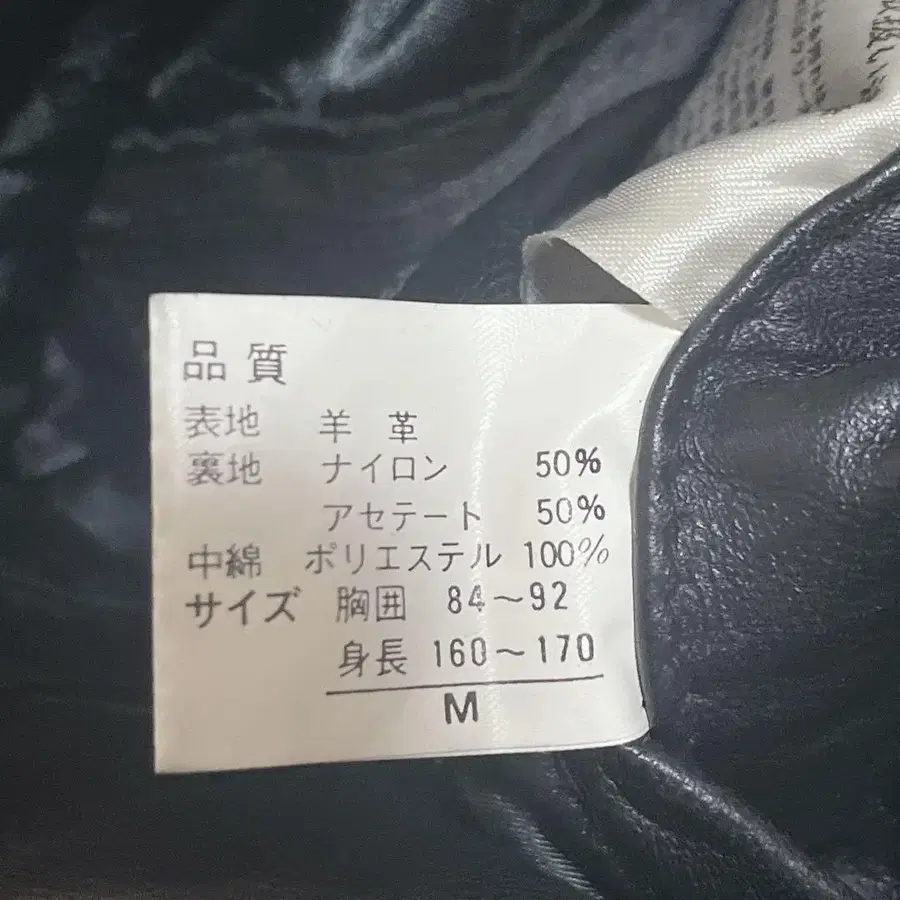 品質
表地 羊革
裏地 ナイロン 50%
アセテート 50%
中綿 ポリエステル 100%
サイズ 胸囲 84～92
身長 160～170
M